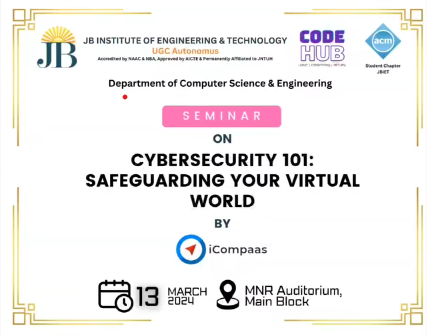 JB
JB INSTITUTE OF ENGINEERING & TECHNOLOGY
UGC Autonomus
Accredited by NAAC & NBA, Approved by AICTE & Permanently Affiliated to JNTUH
CODE
HUB
acm
Student Chapter
JBIET
Department of Computer Science & Engineering
SEMINAR
ON
CYBERSECURITY 101:
SAFEGUARDING YOUR VIRTUAL
WORLD
BY
iCompaas
13 MARCH
2024
MNR Auditorium,
Main Block